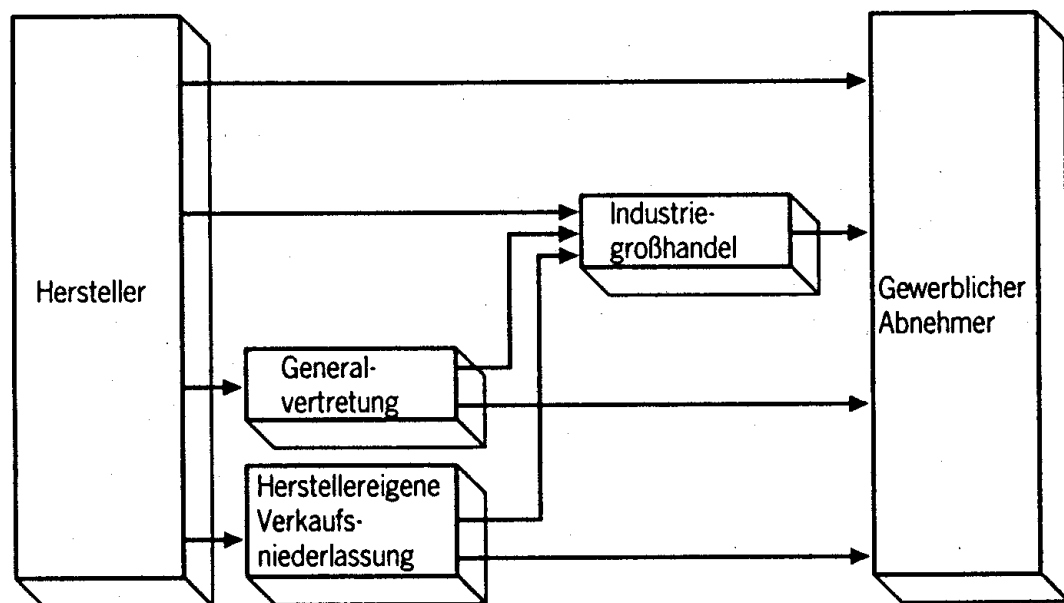 Hersteller
General-
vertretung
Herstellereigene
Verkaufs-
niederlassung
Industrie-
großhandel
Gewerblicher
Abnehmer